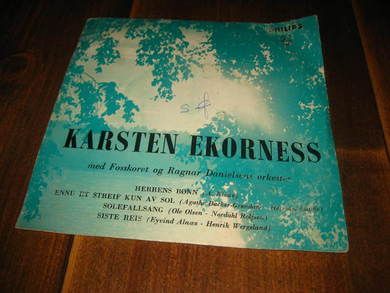 PHILIPS
KARSTEN EKORNESS
med Fosskoret og Ragnar Danielsens orkester
HERRENS BØNN
ENNU ET STREIF KUN AV SOL (Agathe Backer-Grøndahl
SOLEFALLSANG (Ole Olsen - Nordahl Rolfsen)
SISTE REIS (Eyvind Alnæs - Henrik Wergeland)